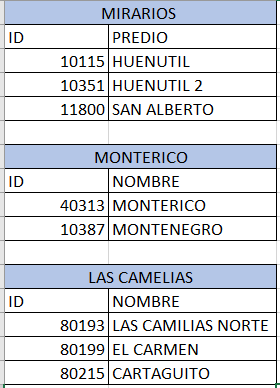 MIRARIOS
ID PREDIO
10115 HUENUTIL
10351 HUENUTIL 2
11800 SAN ALBERTO
MONTERICO
ID NOMBRE
40313 MONTERICO
10387 MONTENEGRO
LAS CAMELIAS
ID NOMBRE
80193 LAS CAMILIAS NORTE
80199 EL CARMEN
80215 CARTAGUITO